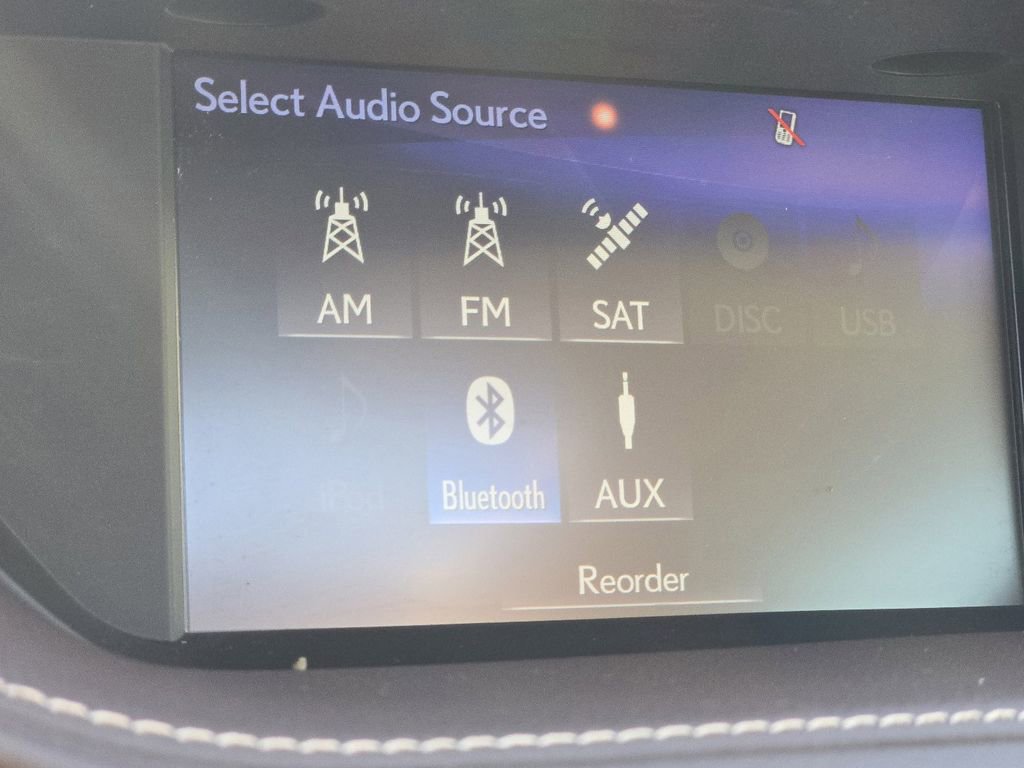 Select Audio Source
AM FM SAT DISC USB
iPod Bluetooth AUX
Reorder